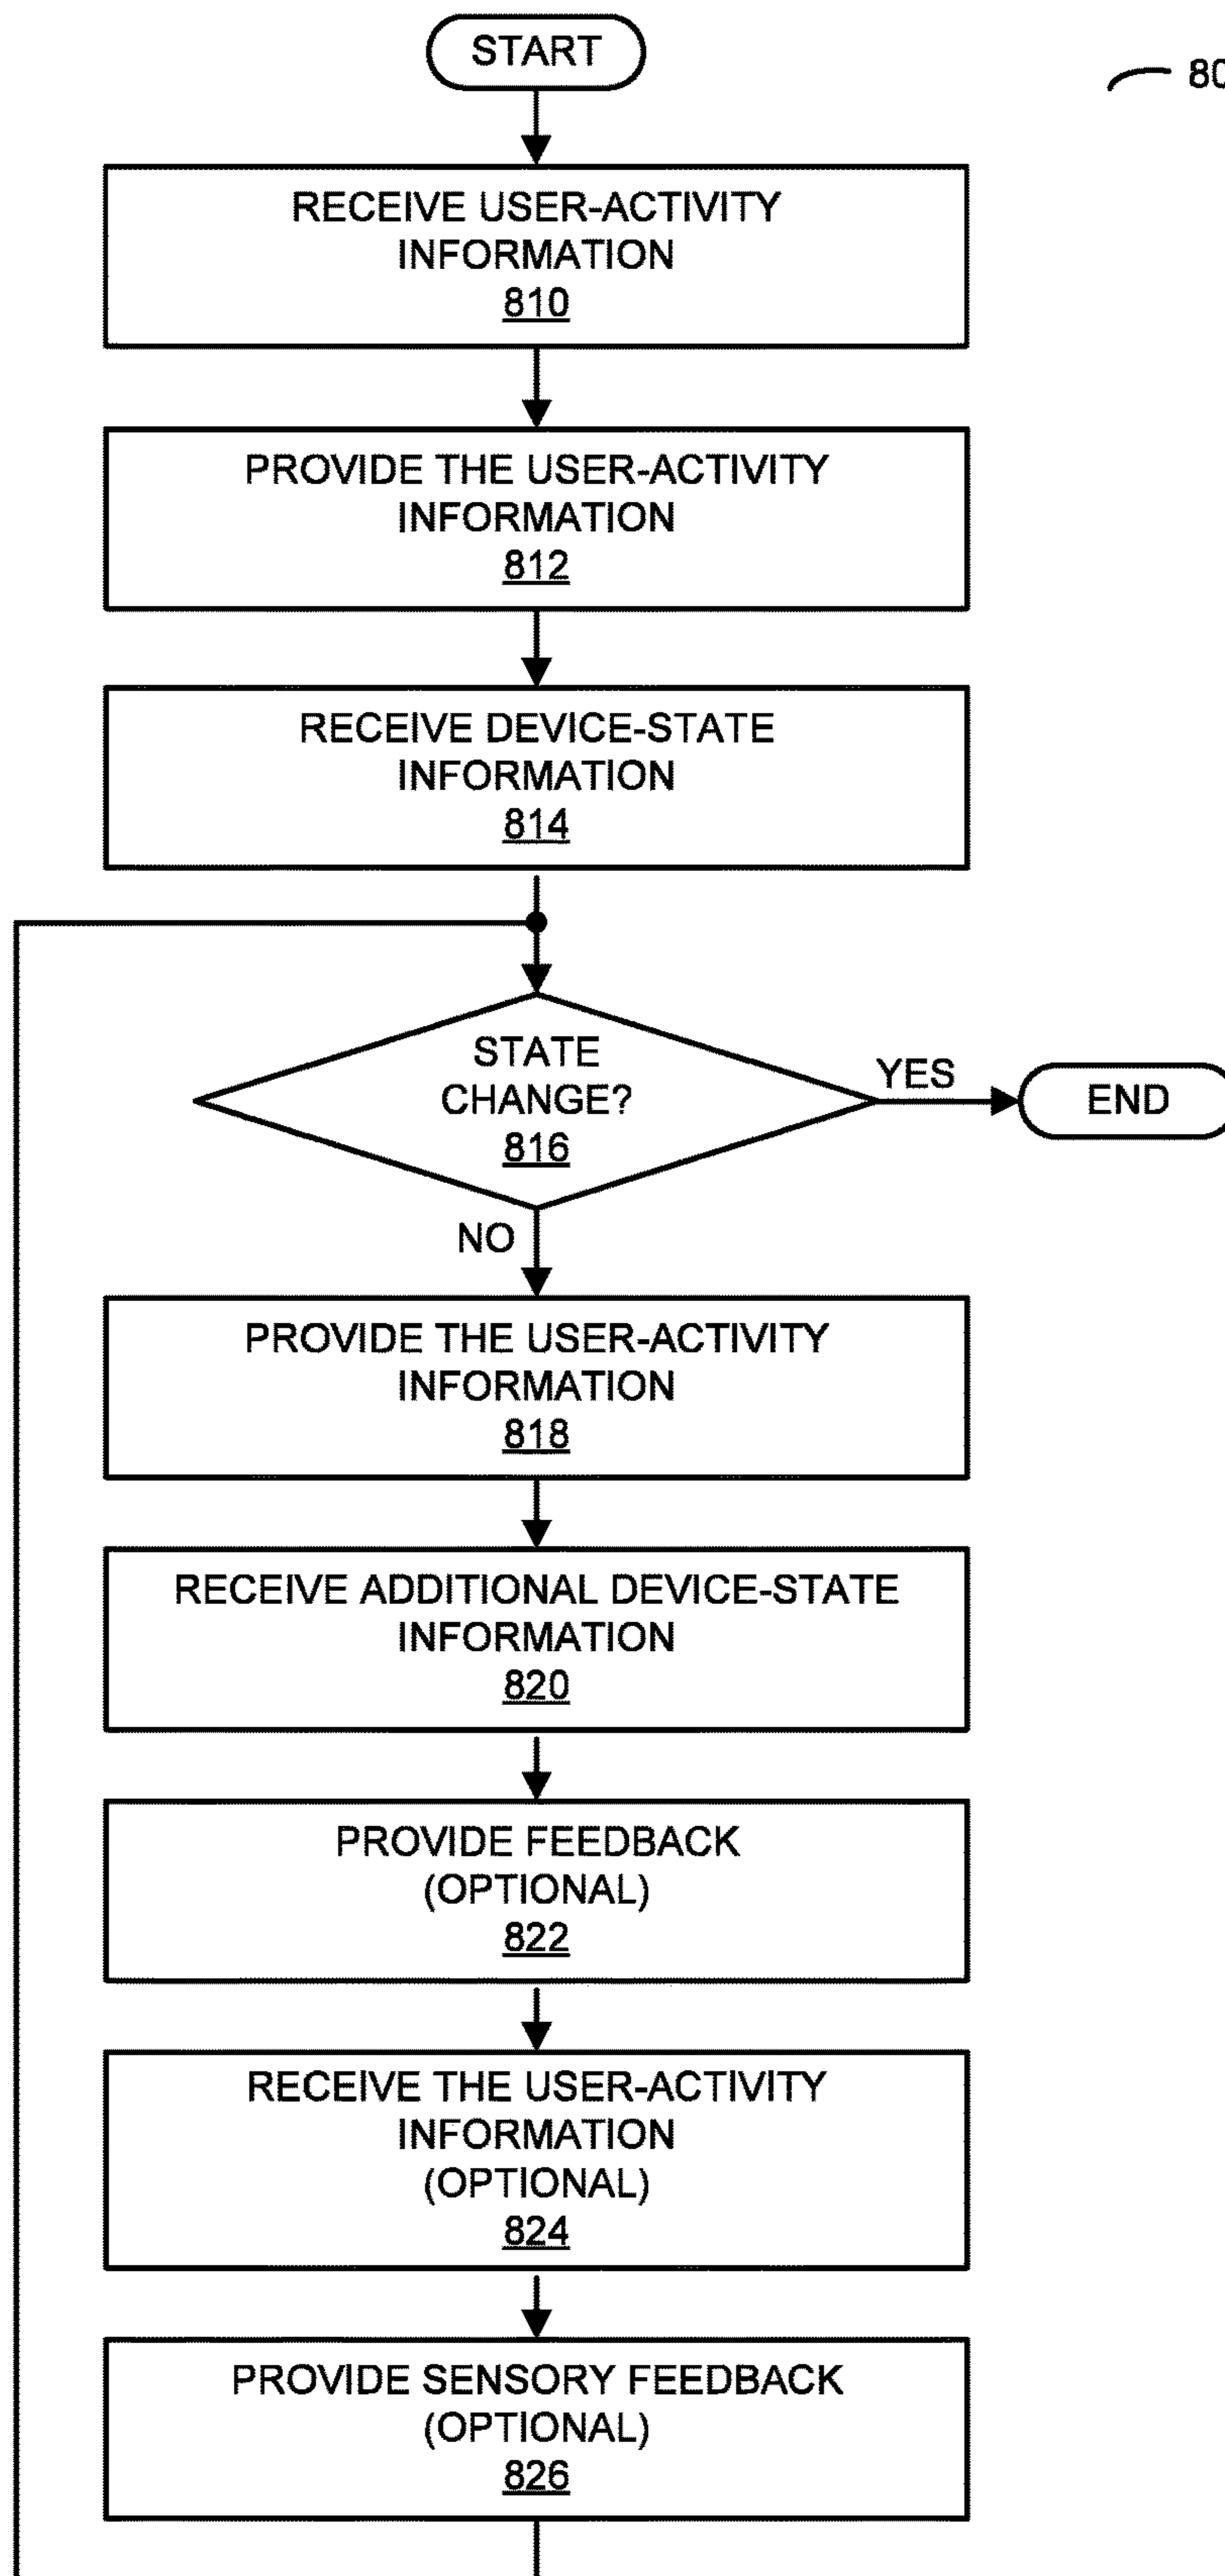 START
80
RECEIVE USER-ACTIVITY
INFORMATION
810
PROVIDE THE USER-ACTIVITY
INFORMATION
812
RECEIVE DEVICE-STATE
INFORMATION
814
STATE
CHANGE?
816
YES
END
NO
PROVIDE THE USER-ACTIVITY
INFORMATION
818
RECEIVE ADDITIONAL DEVICE-STATE
INFORMATION
820
PROVIDE FEEDBACK
(OPTIONAL)
822
RECEIVE THE USER-ACTIVITY
INFORMATION
(OPTIONAL)
824
PROVIDE SENSORY FEEDBACK
(OPTIONAL)
826